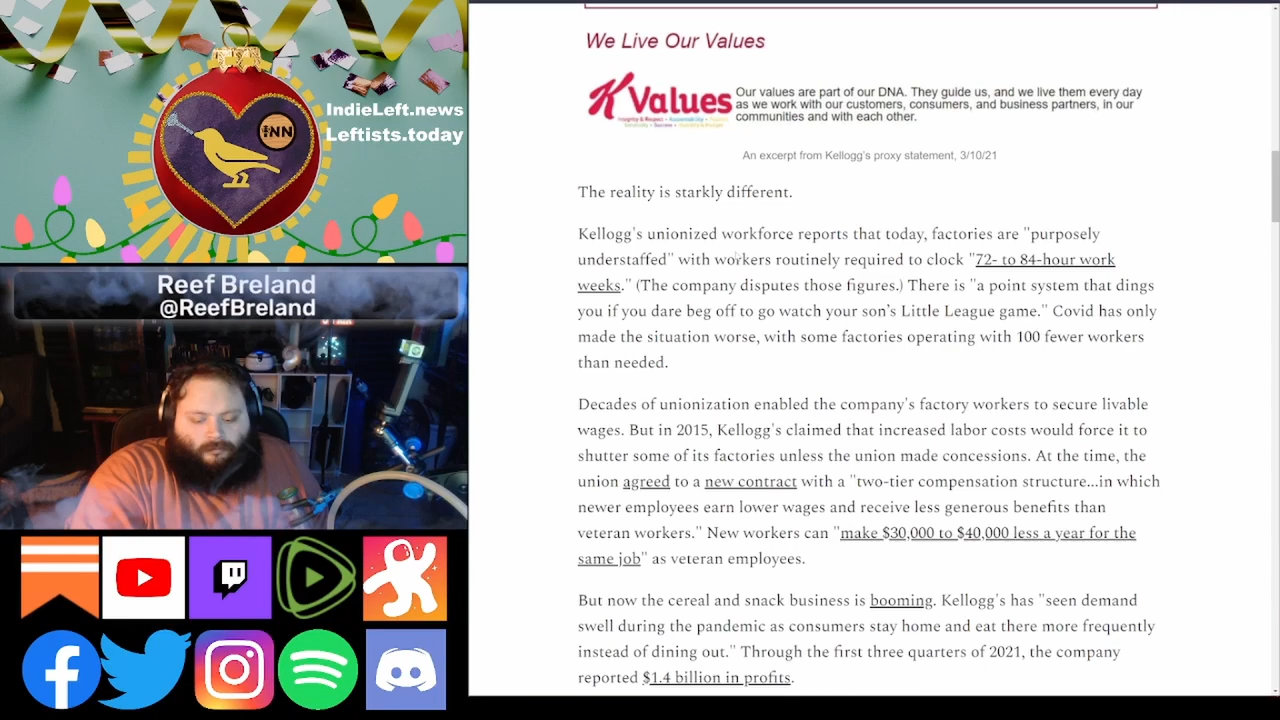 IndieLeft.news
Leftists.today
iNN
Reef Breland
@ReefBreland
We Live Our Values
K Values
Our values are part of our DNA. They guide us, and we live them every day
as we work with our customers, consumers, and business partners, in our
communities and with each other.
An excerpt from Kellogg's proxy statement, 3/10/21
The reality is starkly different.
Kellogg's unionized workforce reports that today, factories are "purposely
understaffed" with workers routinely required to clock "72- to 84-hour work
weeks." (The company disputes those figures.) There is "a point system that dings
you if you dare beg off to go watch your son's Little League game." Covid has only
made the situation worse, with some factories operating with 100 fewer workers
than needed.
Decades of unionization enabled the company's factory workers to secure livable
wages. But in 2015, Kellogg's claimed that increased labor costs would force it to
shutter some of its factories unless the union made concessions. At the time, the
union agreed to a new contract with a "two-tier compensation structure...in which
newer employees earn lower wages and receive less generous benefits than
veteran workers." New workers can "make $30,000 to $40,000 less a year for the
same job" as veteran employees.
But now the cereal and snack business is booming. Kellogg's has "seen demand
swell during the pandemic as consumers stay home and eat there more frequently
instead of dining out." Through the first three quarters of 2021, the company
reported $1.4 billion in profits.